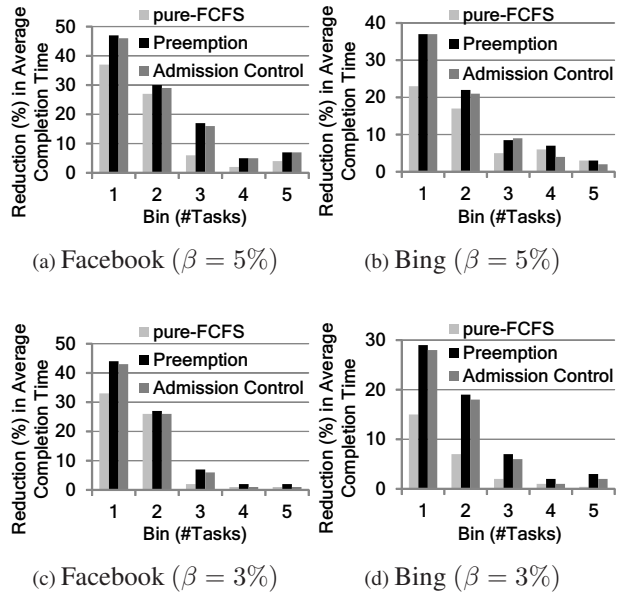 Reduction (%) in Average
Completion Time
50
40
30
20
10
0
pure-FCFS
Preemption
Admission Control
1 2 3 4 5
Bin (#Tasks)
(a) Facebook (β = 5%)
Reduction (%) in Average
Completion Time
40
30
20
10
0
pure-FCFS
Preemption
Admission Control
1 2 3 4 5
Bin (#Tasks)
(b) Bing (β = 5%)
Reduction (%) in Average
Completion Time
50
40
30
20
10
0
pure-FCFS
Preemption
Admission Control
1 2 3 4 5
Bin (#Tasks)
(c) Facebook (β = 3%)
Reduction (%) in Average
Completion Time
30
20
10
0
pure-FCFS
Preemption
Admission Control
1 2 3 4 5
Bin (#Tasks)
(d) Bing (β = 3%)